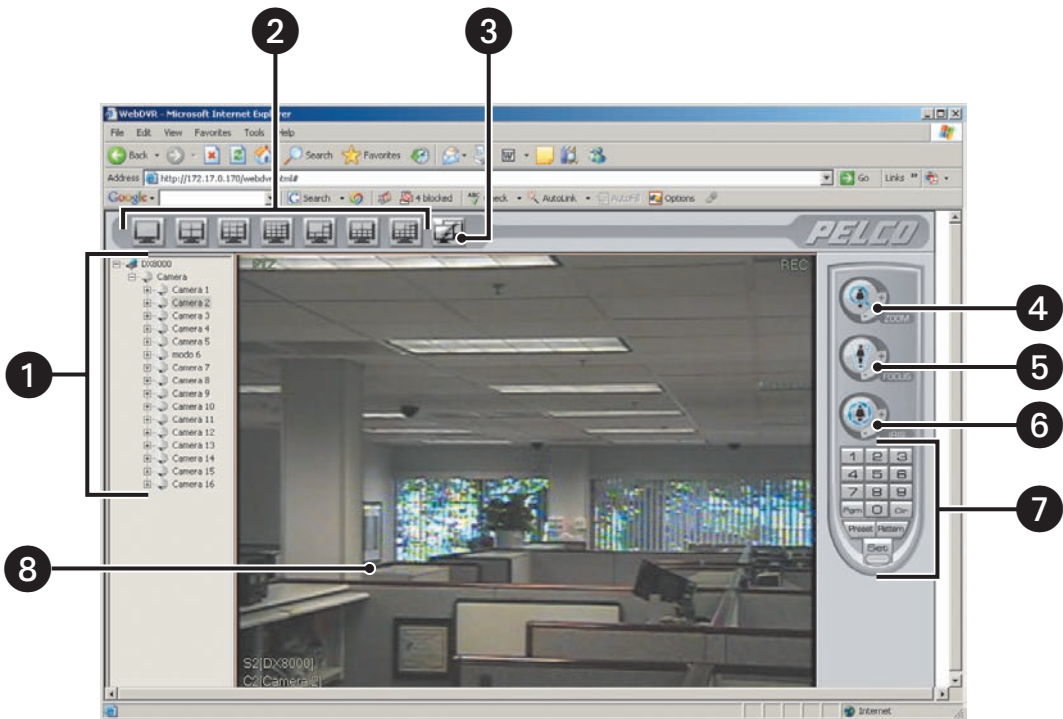 2
3
WebDVR - Microsoft Internet Explorer
File Edit View Favorites Tools Help
Back Search Favorites
Address http://172.17.0.170/webdvr.html# Go Links »
Google Search 4 blocked Check AutoLink AutoFill Options
PELCO
1
DX8000
Camera
Camera 1
Camera 2
Camera 3
Camera 4
Camera 5
modo 6
Camera 7
Camera 8
Camera 9
Camera 10
Camera 11
Camera 12
Camera 13
Camera 14
Camera 15
Camera 16
PTZ REC
8
S2[DX8000]
C2[Camera 2]
ZOOM
4
FOCUS
5
6
1 2 3
4 5 6
7 8 9
Pgm 0 Clr
Preset Pattern
Set
7
Internet